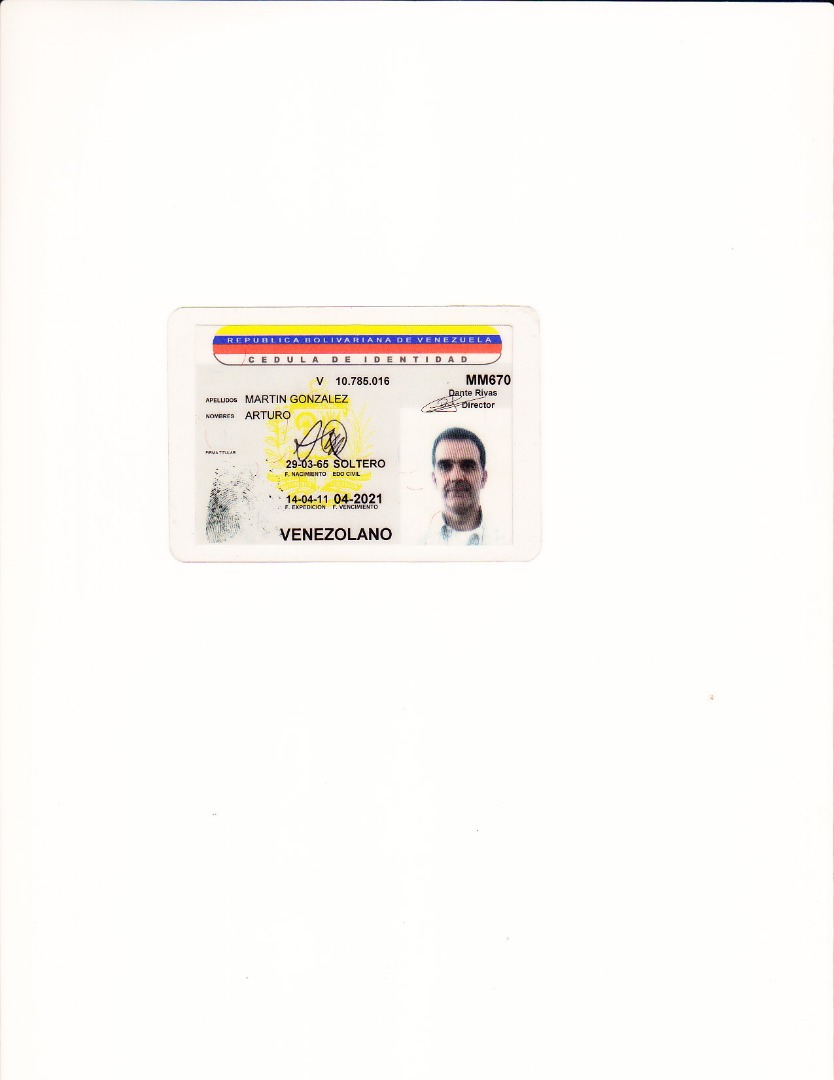 REPUBLICA BOLIVARIANA DE VENEZUELA
CEDULA DE IDENTIDAD
V 10.785.016 MM670
Dante Rivas
Director
APELLIDOS MARTIN GONZALEZ
NOMBRES ARTURO
FIRMA TITULAR
29-03-65 SOLTERO
F. NACIMIENTO EDO CIVIL
14-04-11 04-2021
F. EXPEDICION F. VENCIMIENTO
VENEZOLANO